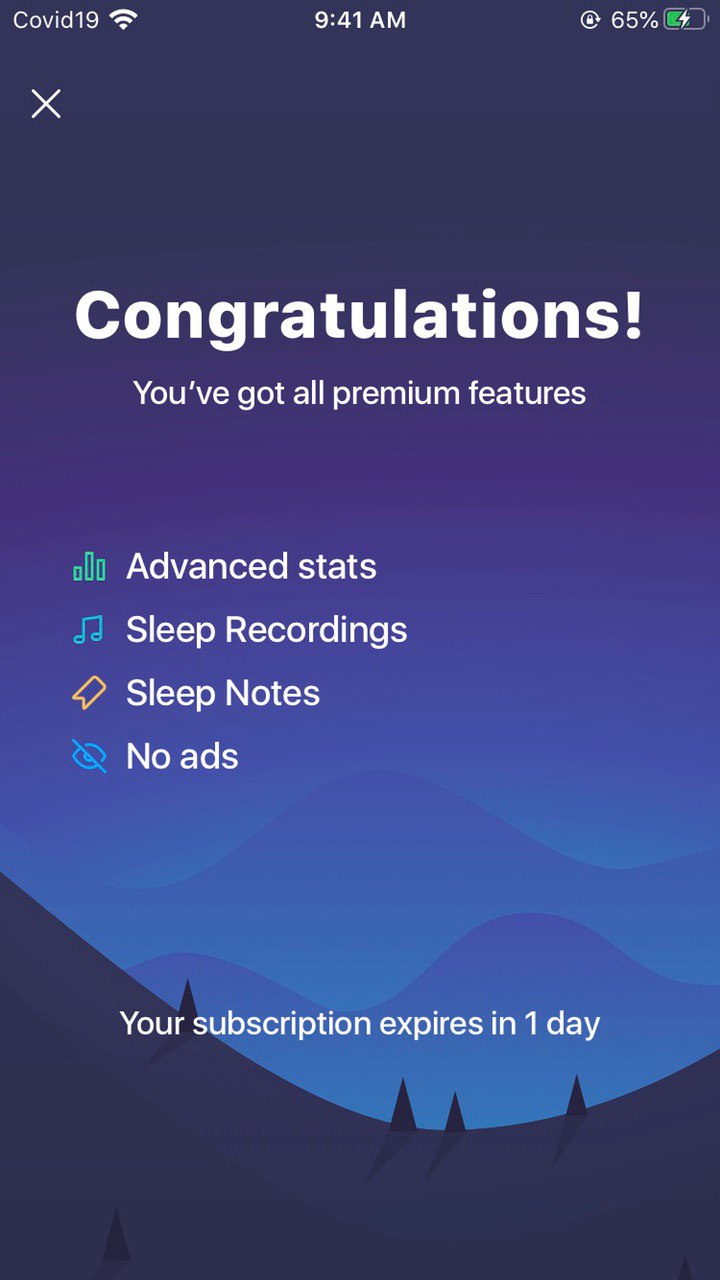 Covid19 9:41 AM 65%
Congratulations!
You’ve got all premium features
Advanced stats
Sleep Recordings
Sleep Notes
No ads
Your subscription expires in 1 day